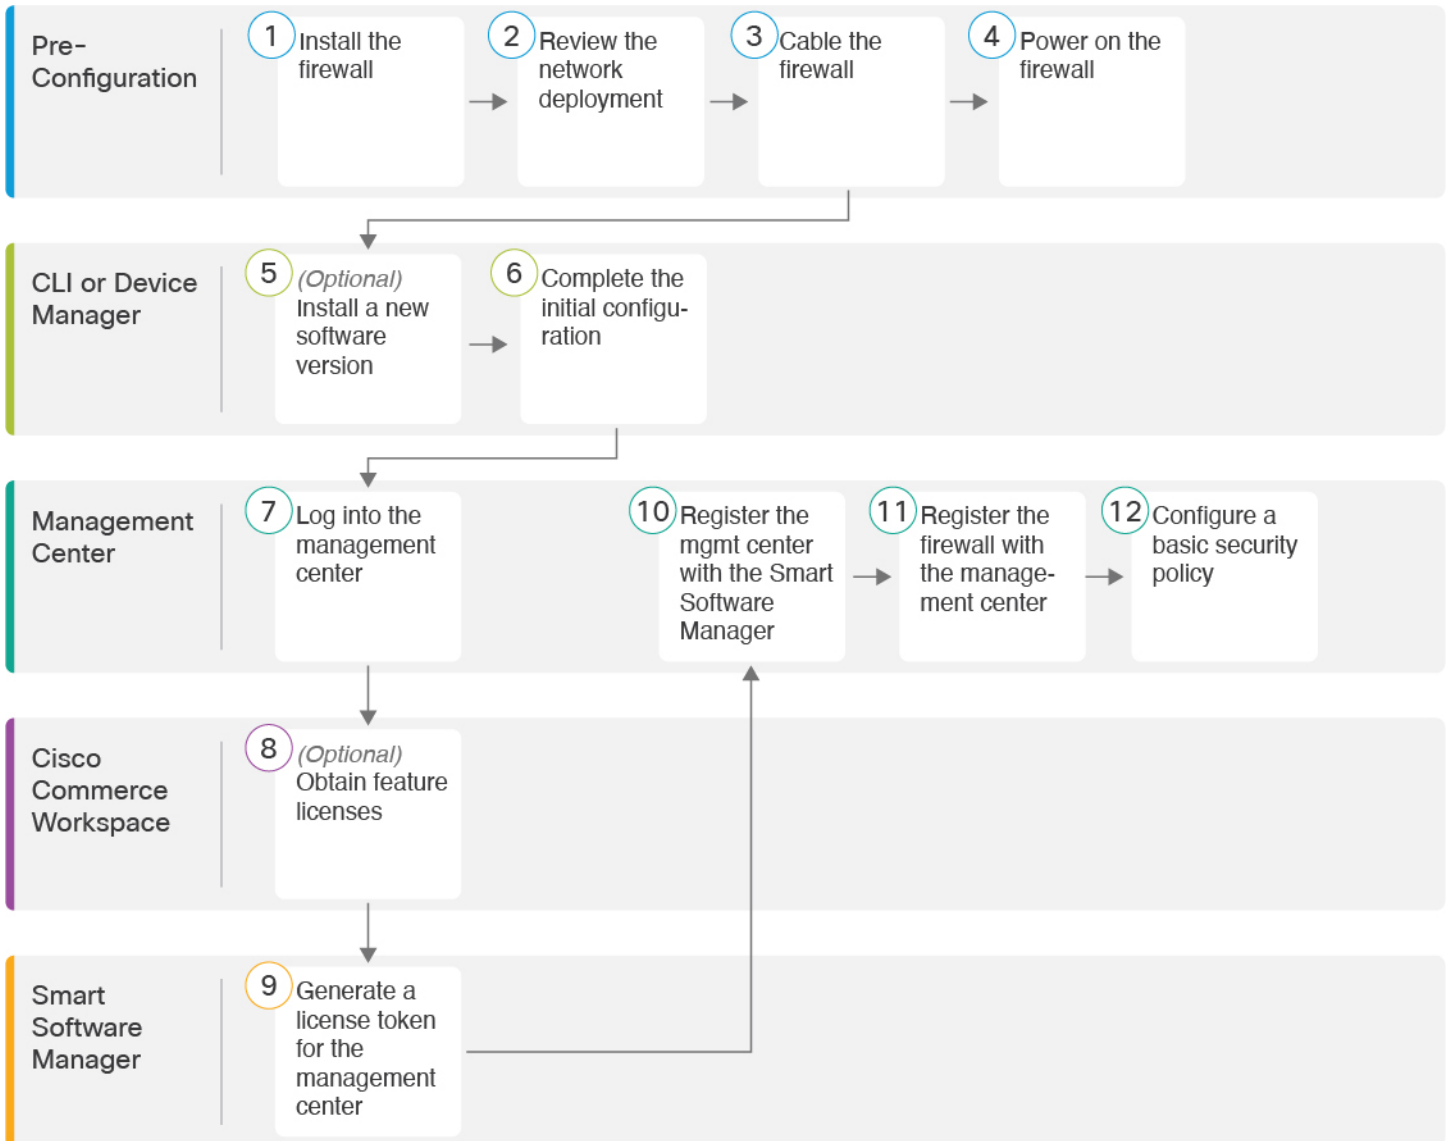 Pre-
Configuration
1
Install the
firewall
2
Review the
network
deployment
3
Cable the
firewall
4
Power on the
firewall
CLI or Device
Manager
5
(Optional)
Install a new
software
version
6
Complete the
initial configu-
ration
Management
Center
7
Log into the
management
center
10
Register the
mgmt center
with the Smart
Software
Manager
11
Register the
firewall with
the manage-
ment center
12
Configure a
basic security
policy
Cisco
Commerce
Workspace
8
(Optional)
Obtain feature
licenses
Smart
Software
Manager
9
Generate a
license token
for the
management
center